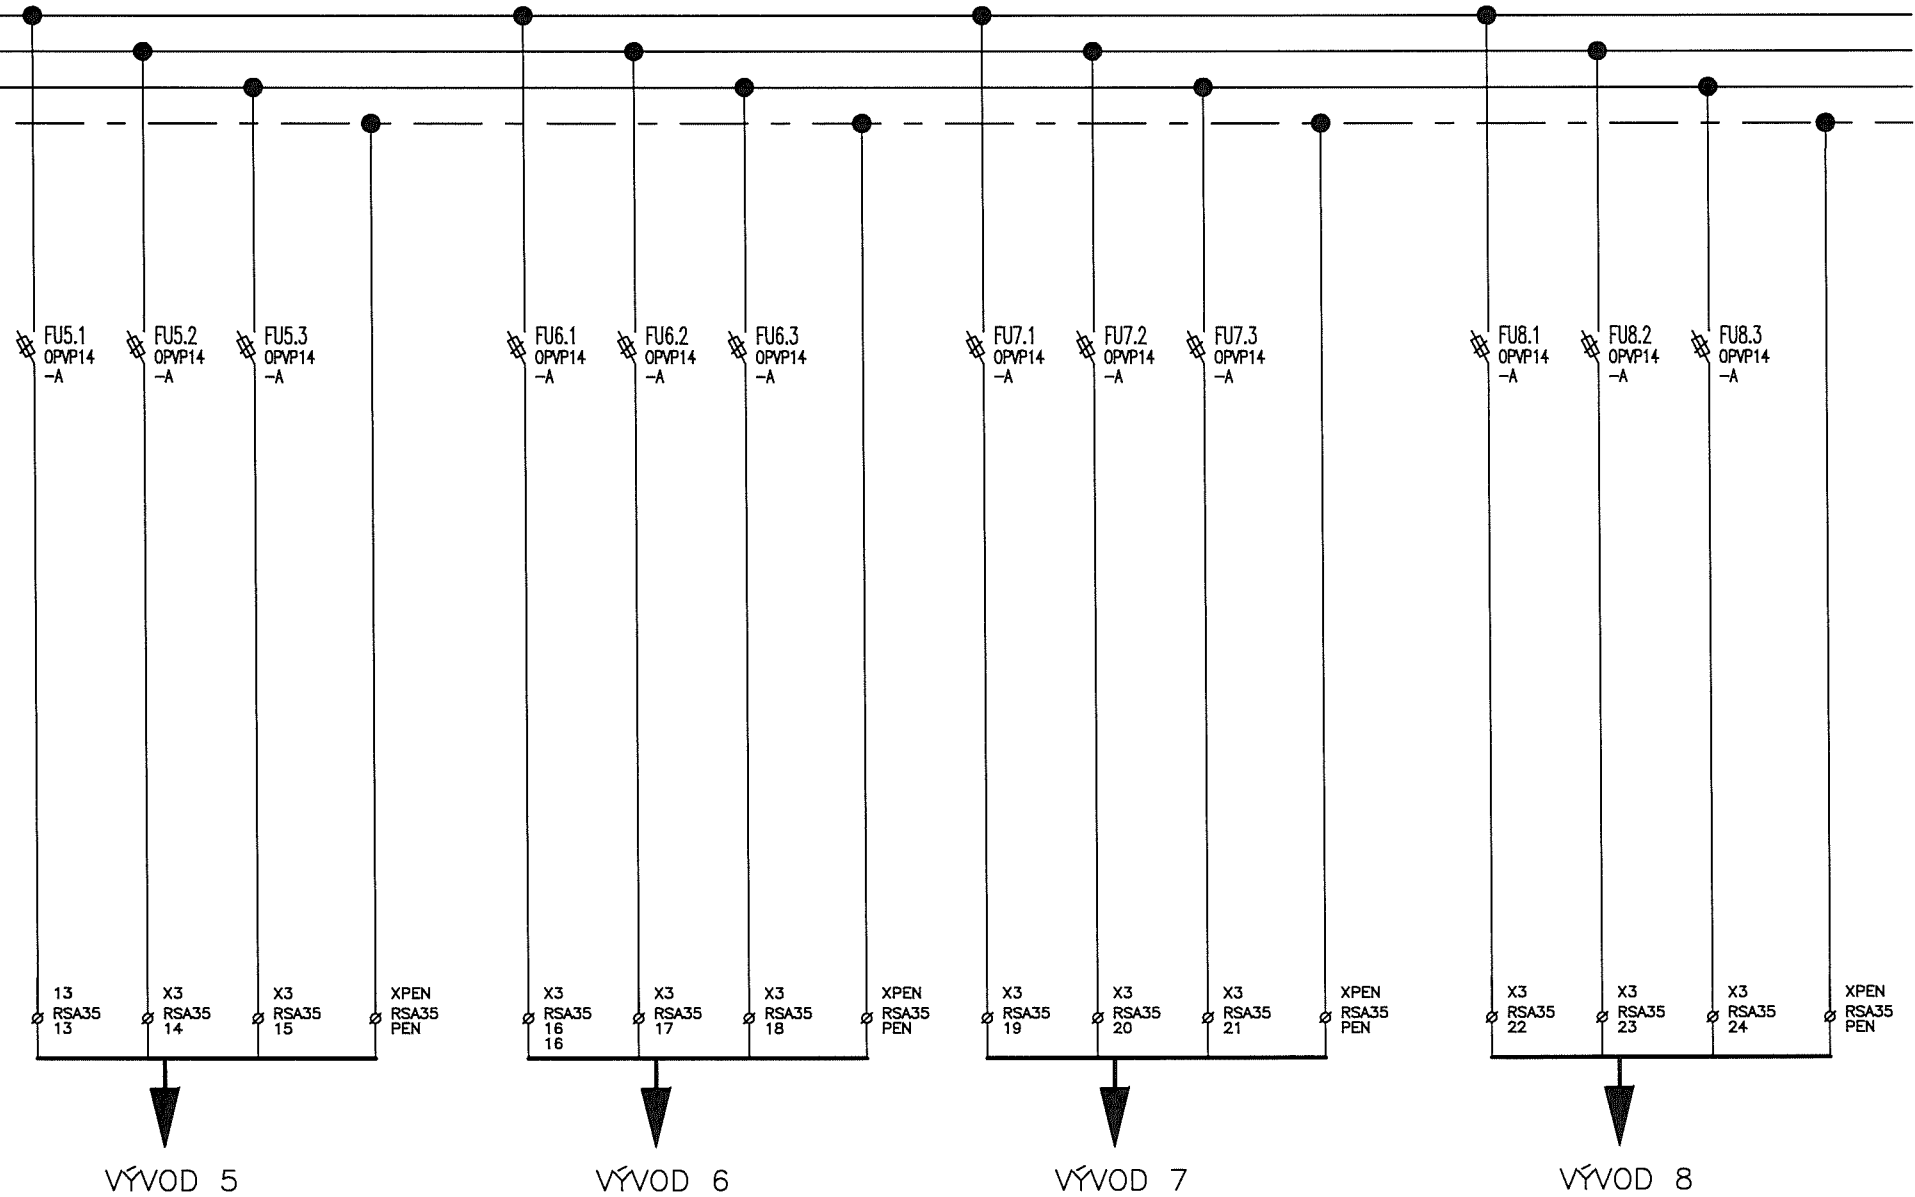 FU5.1
OPVP14
-A
FU5.2
OPVP14
-A
FU5.3
OPVP14
-A
FU6.1
OPVP14
-A
FU6.2
OPVP14
-A
FU6.3
OPVP14
-A
FU7.1
OPVP14
-A
FU7.2
OPVP14
-A
FU7.3
OPVP14
-A
FU8.1
OPVP14
-A
FU8.2
OPVP14
-A
FU8.3
OPVP14
-A
13
RSA35
13
X3
RSA35
14
X3
RSA35
15
XPEN
RSA35
PEN
X3
RSA35
16
16
X3
RSA35
17
X3
RSA35
18
XPEN
RSA35
PEN
X3
RSA35
19
X3
RSA35
20
X3
RSA35
21
XPEN
RSA35
PEN
X3
RSA35
22
X3
RSA35
23
X3
RSA35
24
XPEN
RSA35
PEN
VÝVOD 5
VÝVOD 6
VÝVOD 7
VÝVOD 8